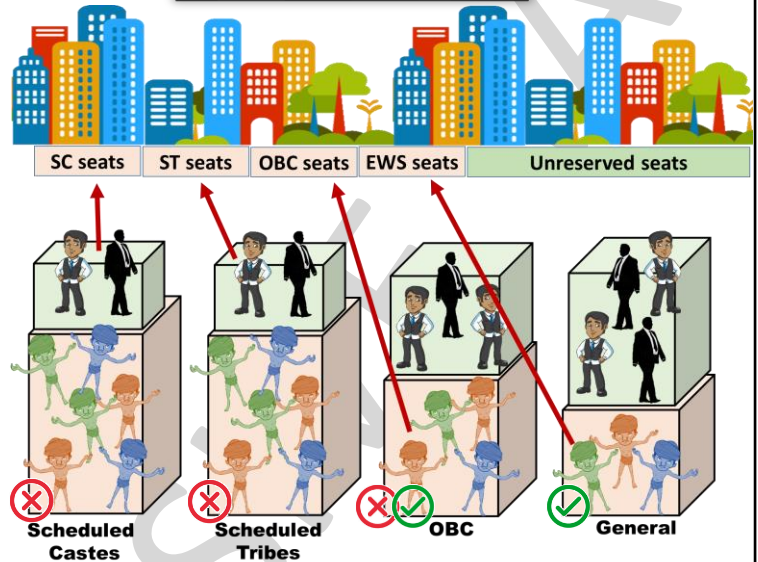 SC seats
ST seats
OBC seats
EWS seats
Unreserved seats
Scheduled
Castes
Scheduled
Tribes
OBC
General